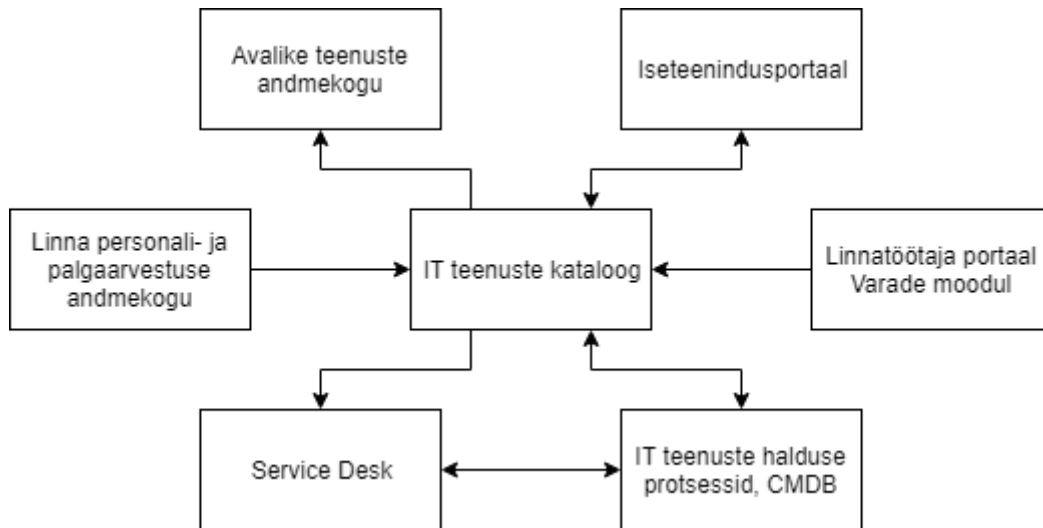 Avalike teenuste
andmekogu
Iseteenindusportaal
Linna personali- ja
palgaarvestuse
andmekogu
IT teenuste kataloog
Linnatöötaja portaal
Varade moodul
Service Desk
IT teenuste halduse
protsessid, CMDB